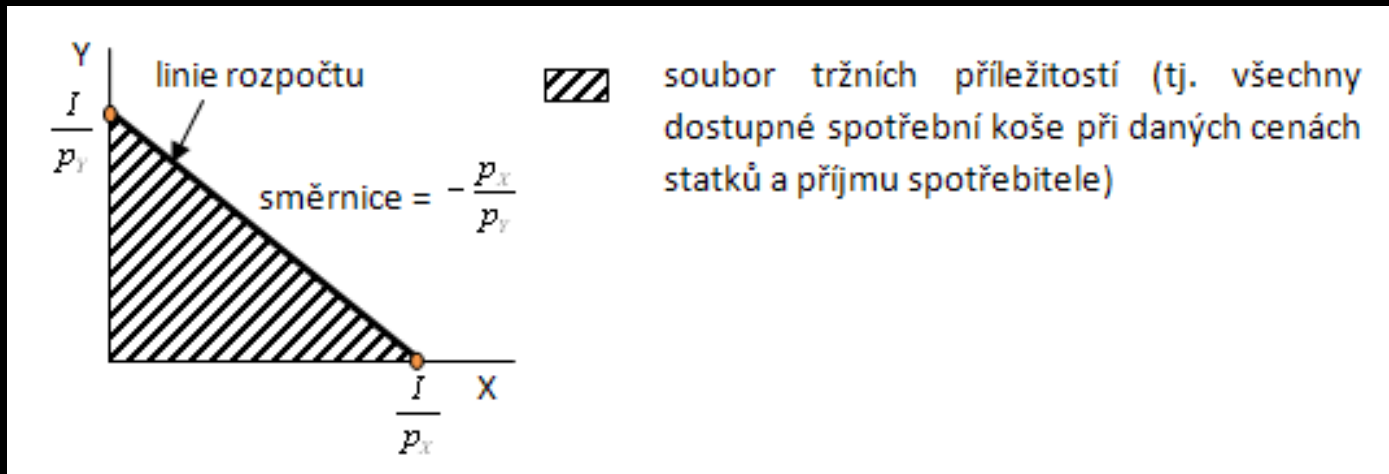 Y
linie rozpočtu
I
p_Y
směrnice = - p_X / p_Y
I
p_X
X
soubor tržních příležitostí (tj. všechny
dostupné spotřební koše při daných cenách
statků a příjmu spotřebitele)